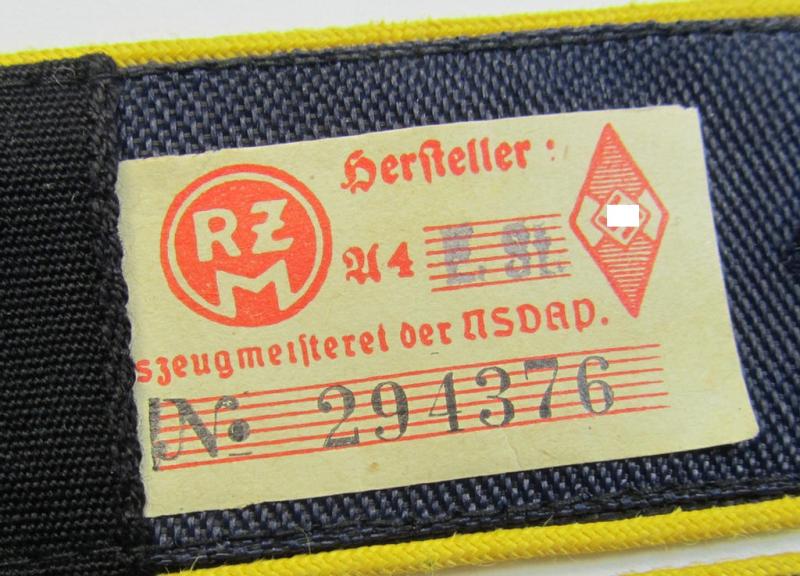 Hersteller:
RZM
A4 E. St.
szeugmeisterei der NSDAP.
No 294376